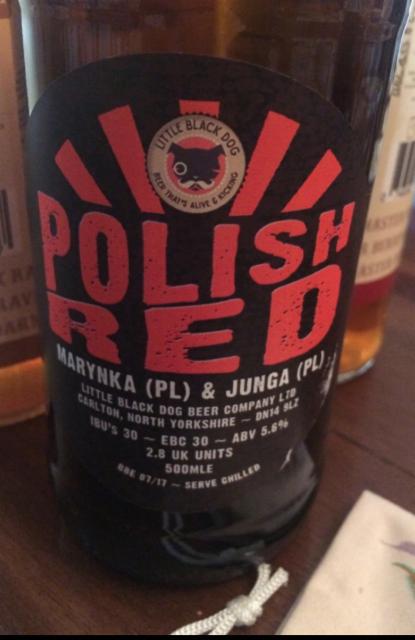 LITTLE BLACK DOG
BEER THAT'S ALIVE & KICKING
POLISH
RED
MARYNKA (PL) & JUNGA (PL)
LITTLE BLACK DOG BEER COMPANY LTD
CARLTON, NORTH YORKSHIRE ~ DN14 9LZ
IBU'S 30 ~ EBC 30 ~ ABV 5.6%
2.8 UK UNITS
500MLE
BBE 07/17 ~ SERVE CHILLED